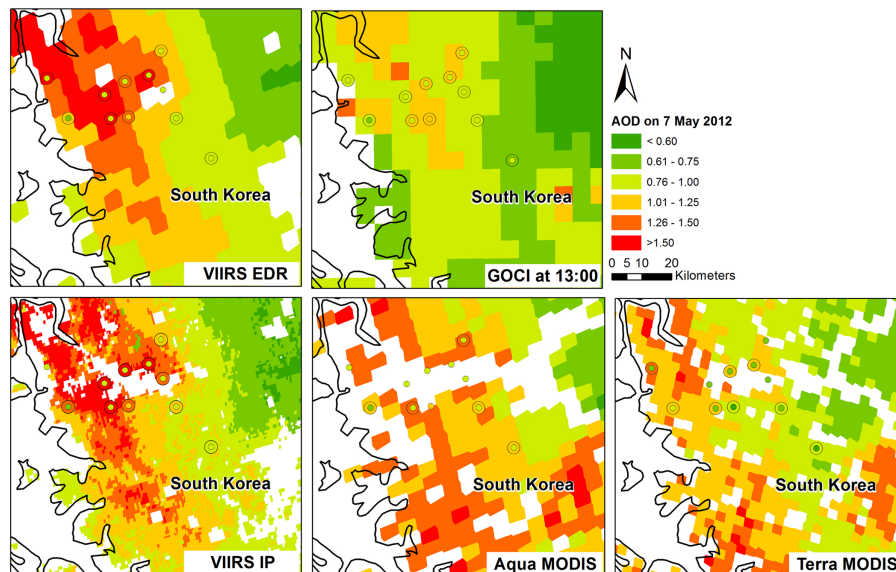 N
AOD on 7 May 2012
< 0.60
0.61 - 0.75
0.76 - 1.00
1.01 - 1.25
1.26 - 1.50
>1.50
0 5 10 20
Kilometers
South Korea
VIIRS EDR
South Korea
GOCI at 13:00
South Korea
VIIRS IP
South Korea
Aqua MODIS
South Korea
Terra MODIS